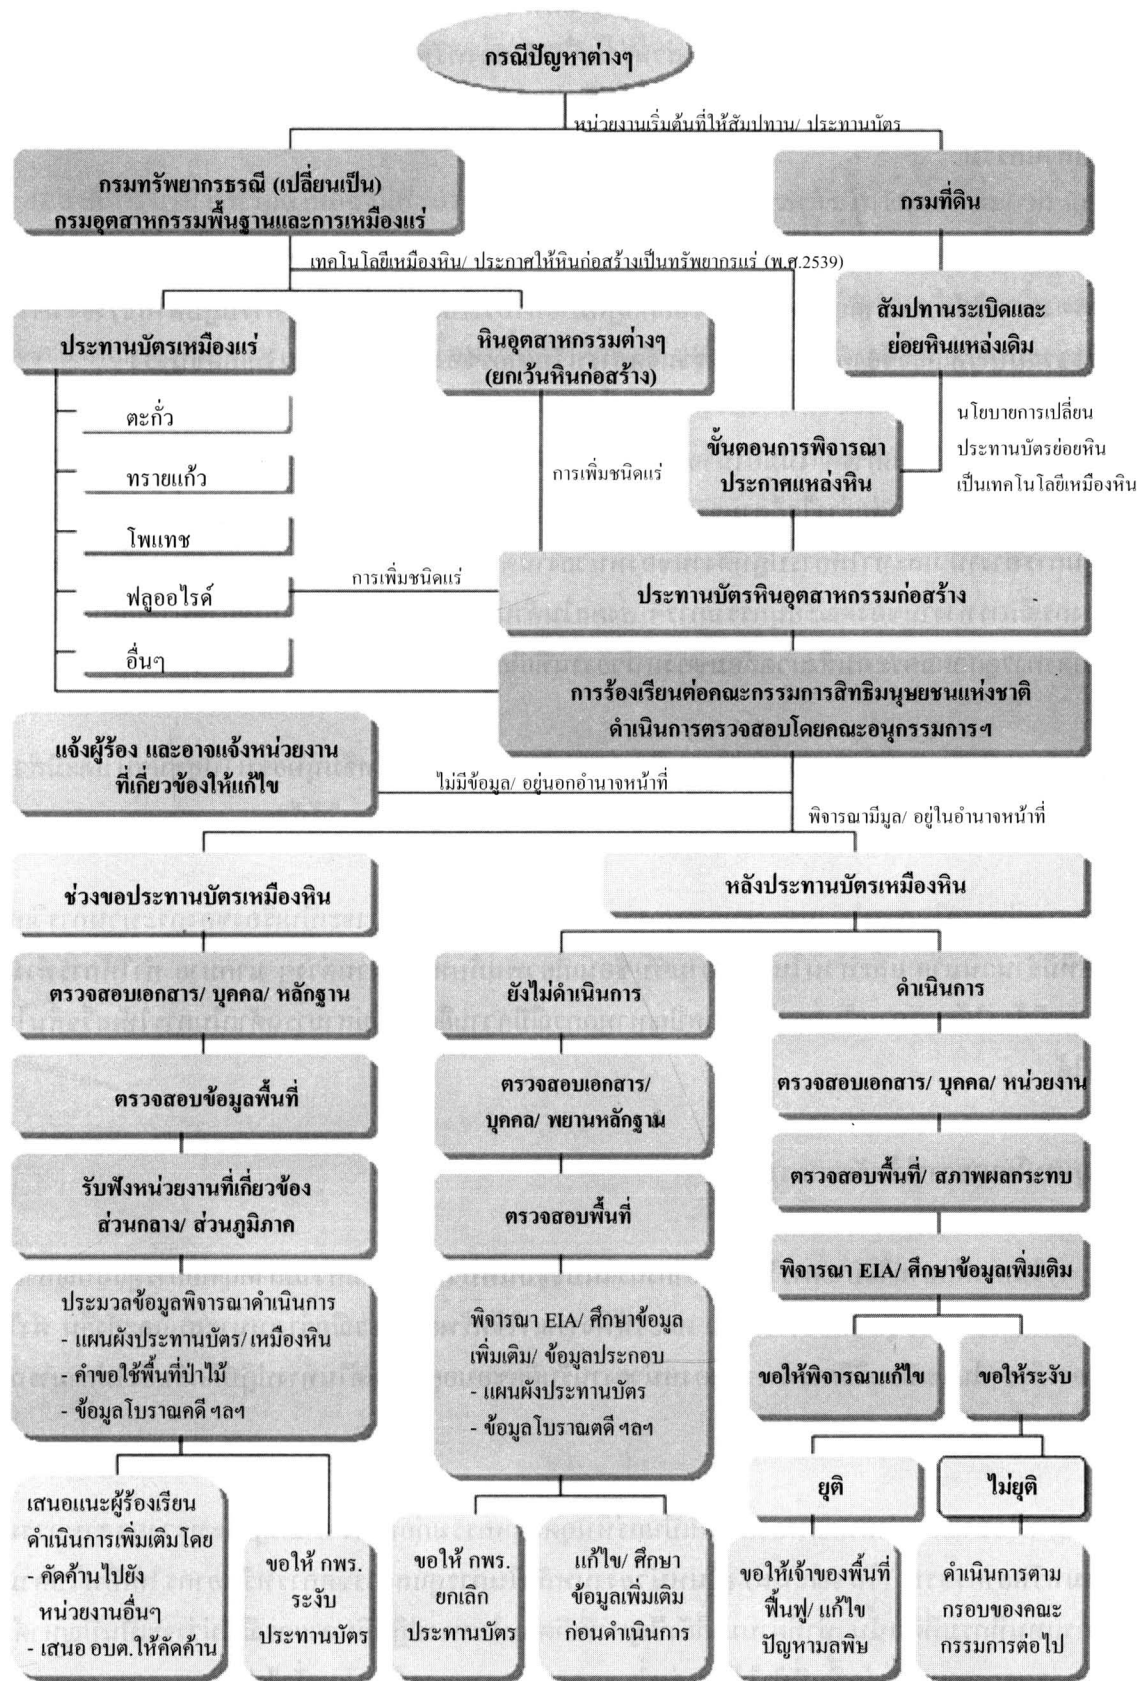 กรณีปัญหาต่างๆ
หน่วยงานเริ่มต้นที่ให้สัมปทาน/ ประทานบัตร
กรมทรัพยากรธรณี (เปลี่ยนเป็น)
กรมอุตสาหกรรมพื้นฐานและการเหมืองแร่
กรมที่ดิน
เทคโนโลยีเหมืองหิน/ ประกาศให้หินก่อสร้างเป็นทรัพยากรแร่ (พ.ศ.2539)
ประทานบัตรเหมืองแร่
หินอุตสาหกรรมต่างๆ
(ยกเว้นหินก่อสร้าง)
สัมปทานระเบิดและ
ย่อยหินแหล่งเดิม
ตะกั่ว
ทรายแก้ว
โพแทช
ฟลูออไรด์
อื่นๆ
การเพิ่มชนิดแร่
ขั้นตอนการพิจารณา
ประกาศแหล่งหิน
นโยบายการเปลี่ยน
ประทานบัตรย่อยหิน
เป็นเทคโนโลยีเหมืองหิน
การเพิ่มชนิดแร่
ประทานบัตรหินอุตสาหกรรมก่อสร้าง
การร้องเรียนต่อคณะกรรมการสิทธิมนุษยชนแห่งชาติ
ดำเนินการตรวจสอบโดยคณะอนุกรรมการฯ
แจ้งผู้ร้อง และอาจแจ้งหน่วยงาน
ที่เกี่ยวข้องให้แก้ไข
ไม่มีข้อมูล/ อยู่นอกอำนาจหน้าที่
พิจารณามีมูล/ อยู่ในอำนาจหน้าที่
ช่วงขอประทานบัตรเหมืองหิน
หลังประทานบัตรเหมืองหิน
ตรวจสอบเอกสาร/ บุคคล/ หลักฐาน
ยังไม่ดำเนินการ
ดำเนินการ
ตรวจสอบข้อมูลพื้นที่
ตรวจสอบเอกสาร/
บุคคล/ พยานหลักฐาน
ตรวจสอบเอกสาร/ บุคคล/ หน่วยงาน
รับฟังหน่วยงานที่เกี่ยวข้อง
ส่วนกลาง/ ส่วนภูมิภาค
ตรวจสอบพื้นที่
ตรวจสอบพื้นที่/ สภาพผลกระทบ
พิจารณา EIA/ ศึกษาข้อมูลเพิ่มเติม
ประมวลข้อมูลพิจารณาดำเนินการ
- แผนผังประทานบัตร/ เหมืองหิน
- คำขอใช้พื้นที่ป่าไม้
- ข้อมูลโบราณคดี ฯลฯ
พิจารณา EIA/ ศึกษาข้อมูล
เพิ่มเติม/ ข้อมูลประกอบ
- แผนผังประทานบัตร
- ข้อมูลโบราณตดี ฯลฯ
ขอให้พิจารณาแก้ไข
ขอให้ระงับ
ยุติ
ไม่ยุติ
เสนอแนะผู้ร้องเรียน
ดำเนินการเพิ่มเติมโดย
- คัดค้านไปยัง
หน่วยงานอื่นๆ
- เสนอ อบต.ให้คัดค้าน
ขอให้ กพร.
ระงับ
ประทานบัตร
ขอให้ กพร.
ยกเลิก
ประทานบัตร
แก้ไข/ ศึกษา
ข้อมูลเพิ่มเติม
ก่อนดำเนินการ
ขอให้เจ้าของพื้นที่
ฟื้นฟู/ แก้ไข
ปัญหามลพิษ
ดำเนินการตาม
กรอบของคณะ
กรรมการต่อไป